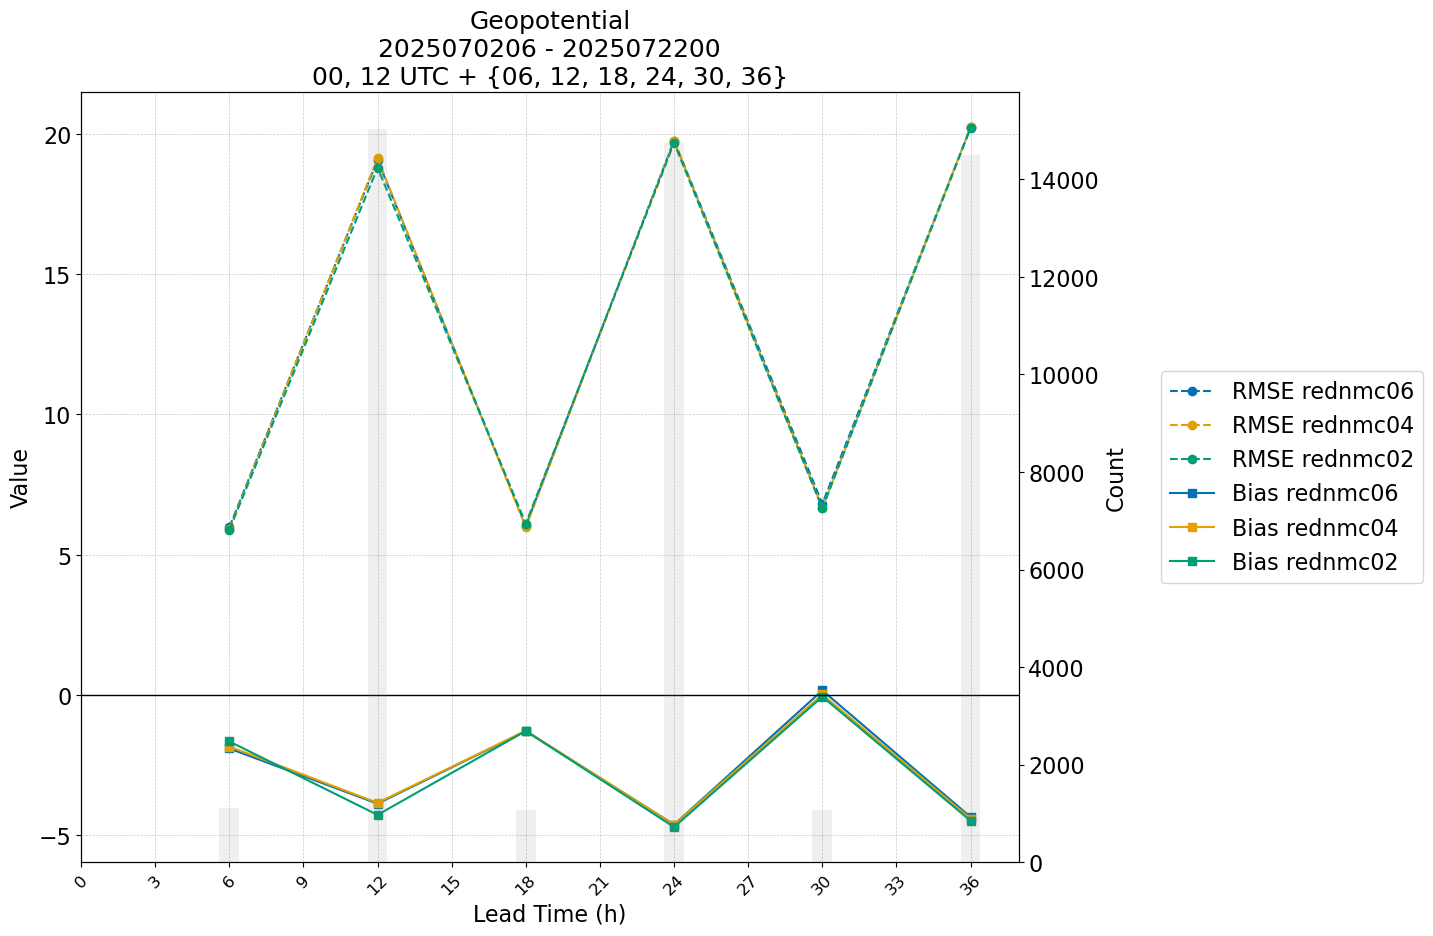 Geopotential
2025070206 - 2025072200
00, 12 UTC + {06, 12, 18, 24, 30, 36}
Value
20
15
10
5
0
−5
0
3
6
9
12
15
18
21
24
27
30
33
36
Lead Time (h)
14000
12000
10000
8000
6000
4000
2000
0
Count
RMSE rednmc06
RMSE rednmc04
RMSE rednmc02
Bias rednmc06
Bias rednmc04
Bias rednmc02